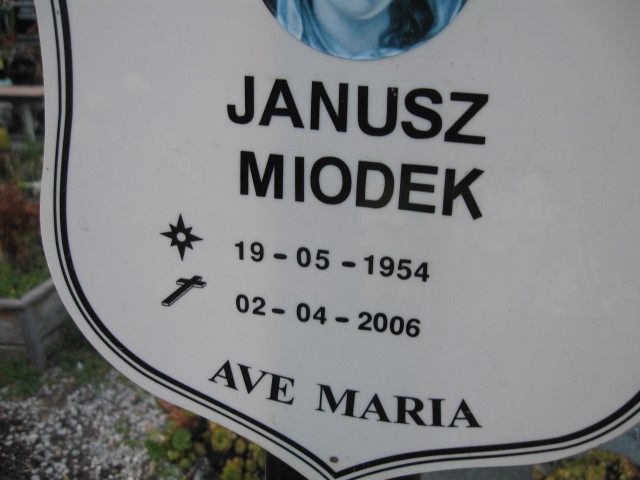 JANUSZ
MIODEK
19-05-1954
02-04-2006
AVE MARIA